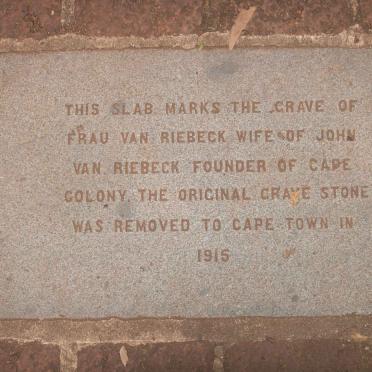 THIS SLAB MARKS THE GRAVE OF
FRAU VAN RIEBECK WIFE OF JOHN
VAN RIEBECK FOUNDER OF CAPE
COLONY. THE ORIGINAL GRAVE STONE
WAS REMOVED TO CAPE TOWN IN
1915